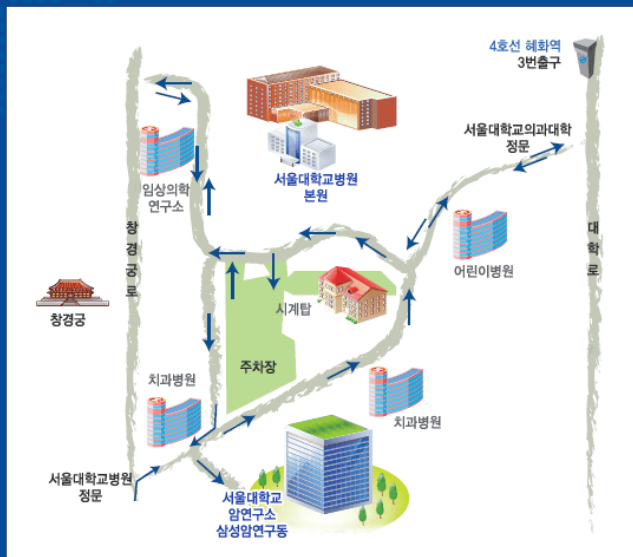 4호선 혜화역
3번출구
서울대학교의과대학
정문
서울대학교병원
본원
임상의학
연구소
창경궁로
대학로
어린이병원
창경궁
시계탑
주차장
치과병원
치과병원
서울대학교병원
정문
서울대학교
암연구소
삼성암연구동